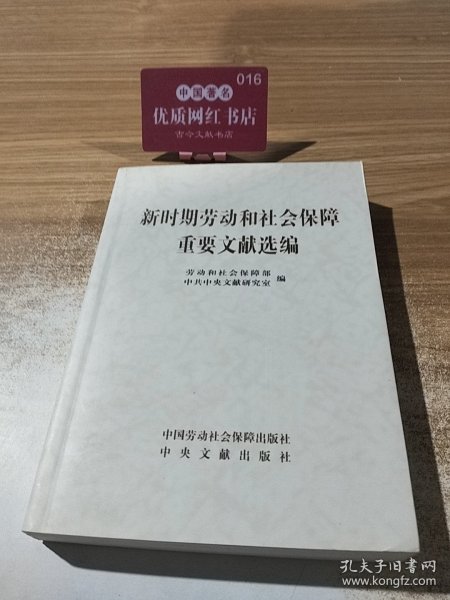 016
中国著名
优质网红书店
古今文献书店
新时期劳动和社会保障
重要文献选编
劳动和社会保障部
中共中央文献研究室
编
中国劳动社会保障出版社
中央文献出版社
孔夫子旧书网
www.kongfz.com